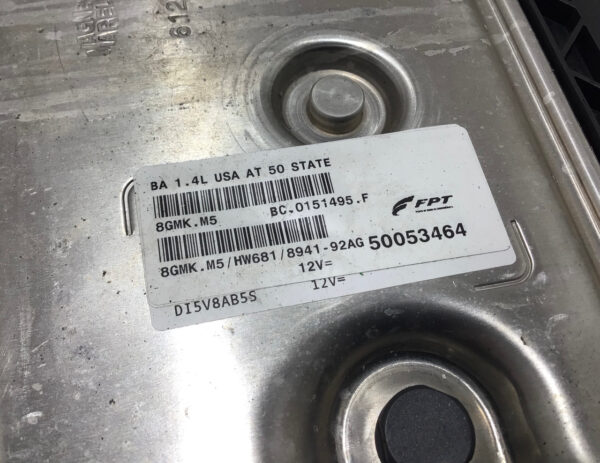 612
BA 1.4L USA AT 50 STATE
8GMK.M5 BC.0151495.F
FPT
8GMK.M5/HW681/8941-92AG 50053464
12V=
DI5V8AB5S 12V=